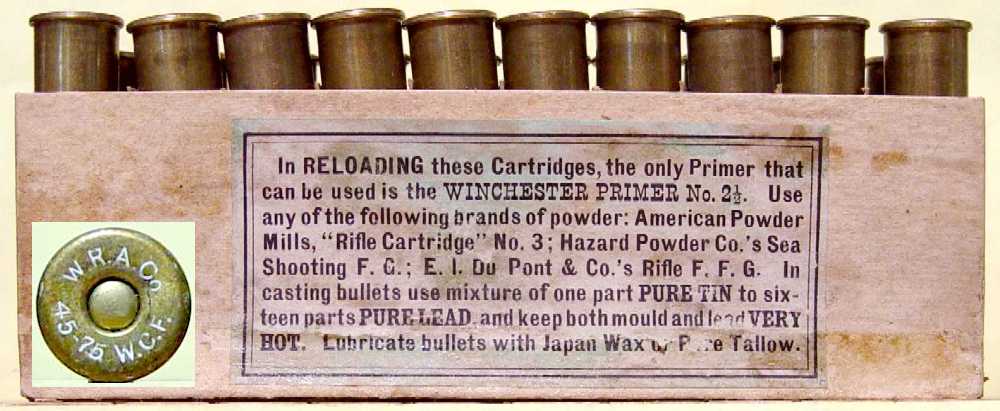 In RELOADING these Cartridges, the only Primer that
can be used is the WINCHESTER PRIMER No. 2½. Use
any of the following brands of powder: American Powder
Mills, "Rifle Cartridge" No. 3; Hazard Powder Co.'s Sea
Shooting F. G.; E. I. Du Pont & Co.'s Rifle F. F. G. In
casting bullets use mixture of one part PURE TIN to six-
teen parts PURE LEAD and keep both mould and lead VERY
HOT. Lubricate bullets with Japan Wax or Pure Tallow.
W.R.A.Co.
45-75 W.C.F.